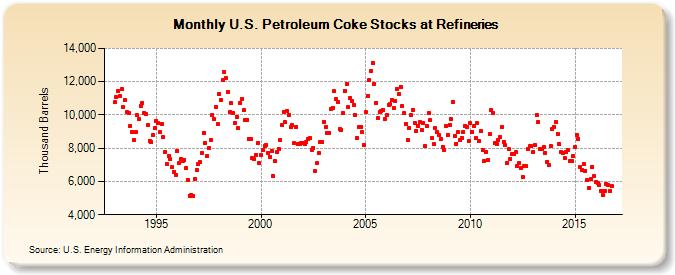 Monthly U.S. Petroleum Coke Stocks at Refineries
Thousand Barrels
14,000
12,000
10,000
8,000
6,000
4,000
1995 2000 2005 2010 2015
Source: U.S. Energy Information Administration